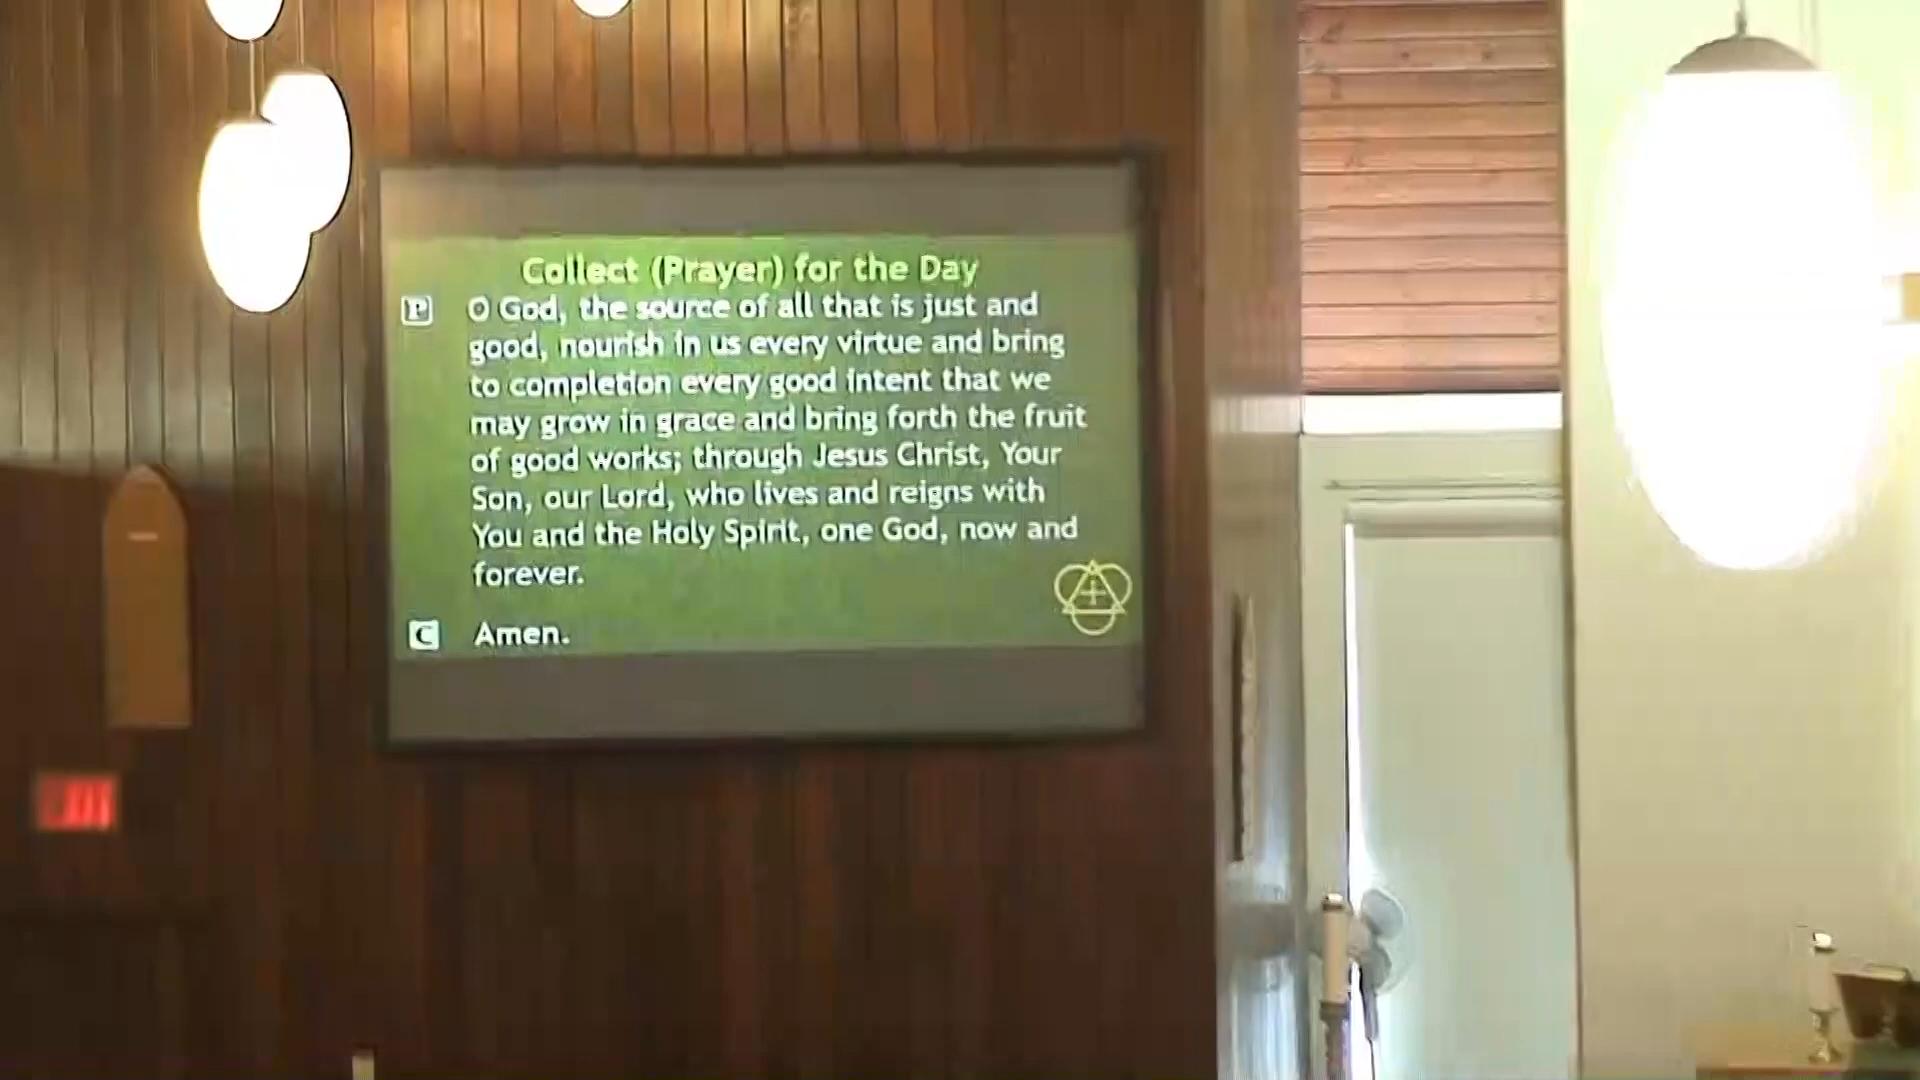 Collect (Prayer) for the Day
P O God, the source of all that is just and
good, nourish in us every virtue and bring
to completion every good intent that we
may grow in grace and bring forth the fruit
of good works; through Jesus Christ, Your
Son, our Lord, who lives and reigns with
You and the Holy Spirit, one God, now and
forever.
C Amen.